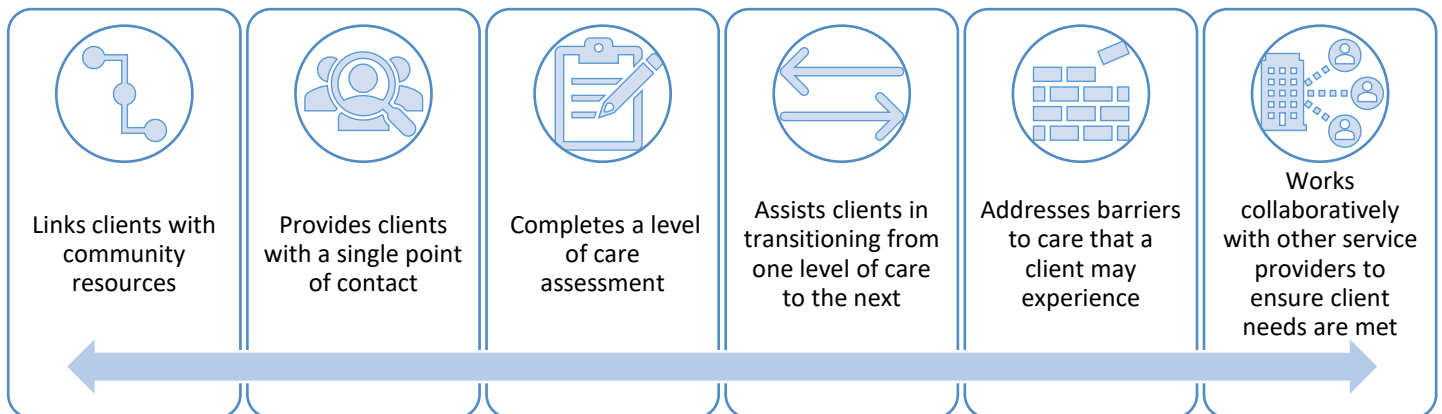 Links clients with
community
resources
Provides clients
with a single point
of contact
Completes a level
of care
assessment
Assists clients in
transitioning from
one level of care
to the next
Addresses barriers
to care that a
client may
experience
Works
collaboratively
with other service
providers to
ensure client
needs are met